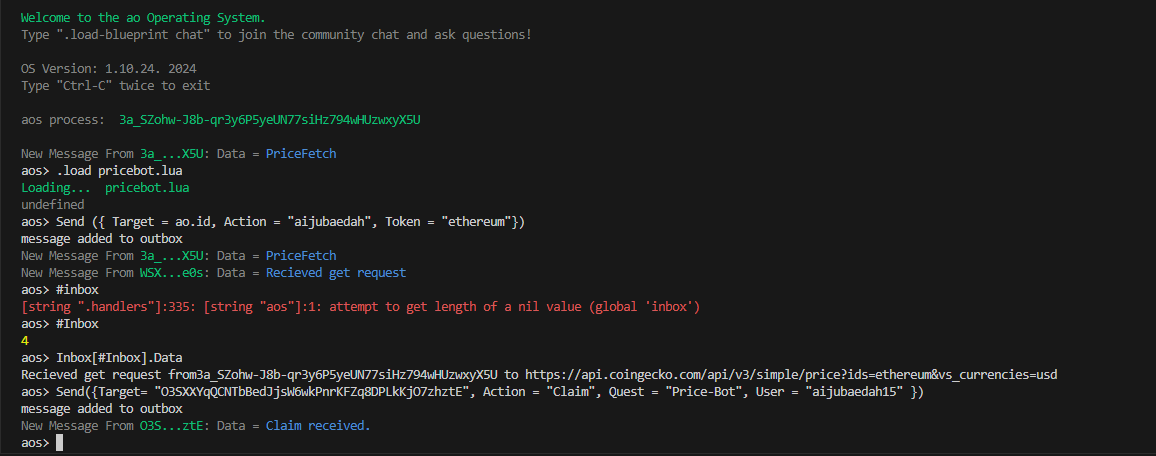 Welcome to the ao Operating System.
Type ".load-blueprint chat" to join the community chat and ask questions!
OS Version: 1.10.24. 2024
Type "Ctrl-C" twice to exit
aos process:  3a_SZohw-J8b-qr3y6P5yeUN77siHz794wHUzwxyX5U
New Message From 3a_...X5U: Data = PriceFetch
aos> .load pricebot.lua
Loading...  pricebot.lua
undefined
aos> Send ({ Target = ao.id, Action = "aijubaedah", Token = "ethereum"})
message added to outbox
New Message From 3a_...X5U: Data = PriceFetch
New Message From WSX...e0s: Data = Recieved get request
aos> #inbox
[string ".handlers"]:335: [string "aos"]:1: attempt to get length of a nil value (global 'inbox')
aos> #Inbox
4
aos> Inbox[#Inbox].Data
Recieved get request from3a_SZohw-J8b-qr3y6P5yeUN77siHz794wHUzwxyX5U to https://api.coingecko.com/api/v3/simple/price?ids=ethereum&vs_currencies=usd
aos> Send({Target= "O3SXXYqQCNTbBedJjsW6wkPnrKFZq8DPLkKjO7zhztE", Action = "Claim", Quest = "Price-Bot", User = "aijubaedah15" })
message added to outbox
New Message From O3S...ztE: Data = Claim received.
aos>